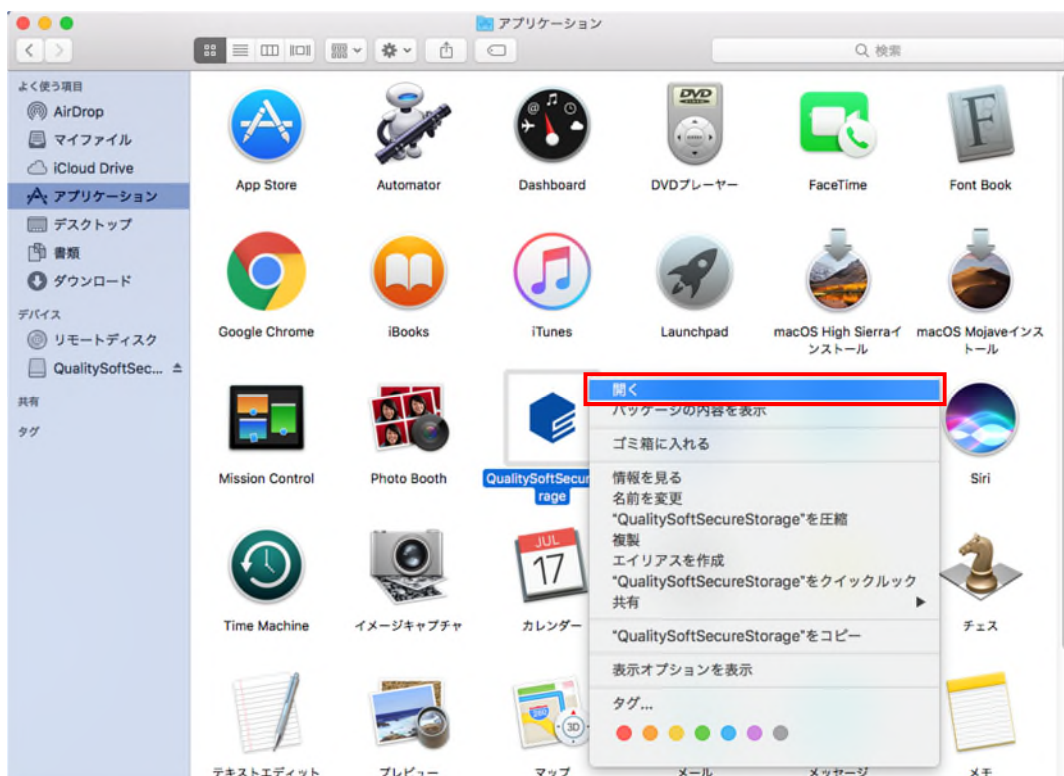 アプリケーション
検索
よく使う項目
AirDrop
マイファイル
iCloud Drive
アプリケーション
デスクトップ
書類
ダウンロード
デバイス
リモートディスク
QualitySoftSec...
共有
タグ
App Store
Automator
Dashboard
DVDプレーヤー
FaceTime
Font Book
Google Chrome
iBooks
iTunes
Launchpad
macOS High Sierraイ
ンストール
macOS Mojaveインス
トール
Mission Control
Photo Booth
QualitySoftSecur
rage
Siri
開く
パッケージの内容を表示
ゴミ箱に入れる
情報を見る
名前を変更
"QualitySoftSecureStorage"を圧縮
複製
エイリアスを作成
"QualitySoftSecureStorage"をクイックルック
共有
"QualitySoftSecureStorage"をコピー
表示オプションを表示
タグ...
Time Machine
イメージキャプチャ
JUL
17
カレンダー
チェス
テキストエディット
プレビュー
280
3D
マップ
メール
メッセージ
メモ
DVD
F